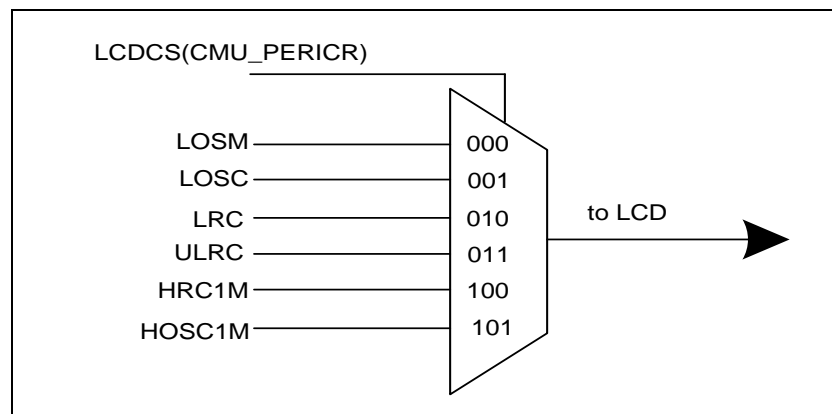 LCDCS(CMU_PERICR)
LOSM 000
LOSC 001
LRC 010
to LCD
ULRC 011
HRC1M 100
HOSC1M 101